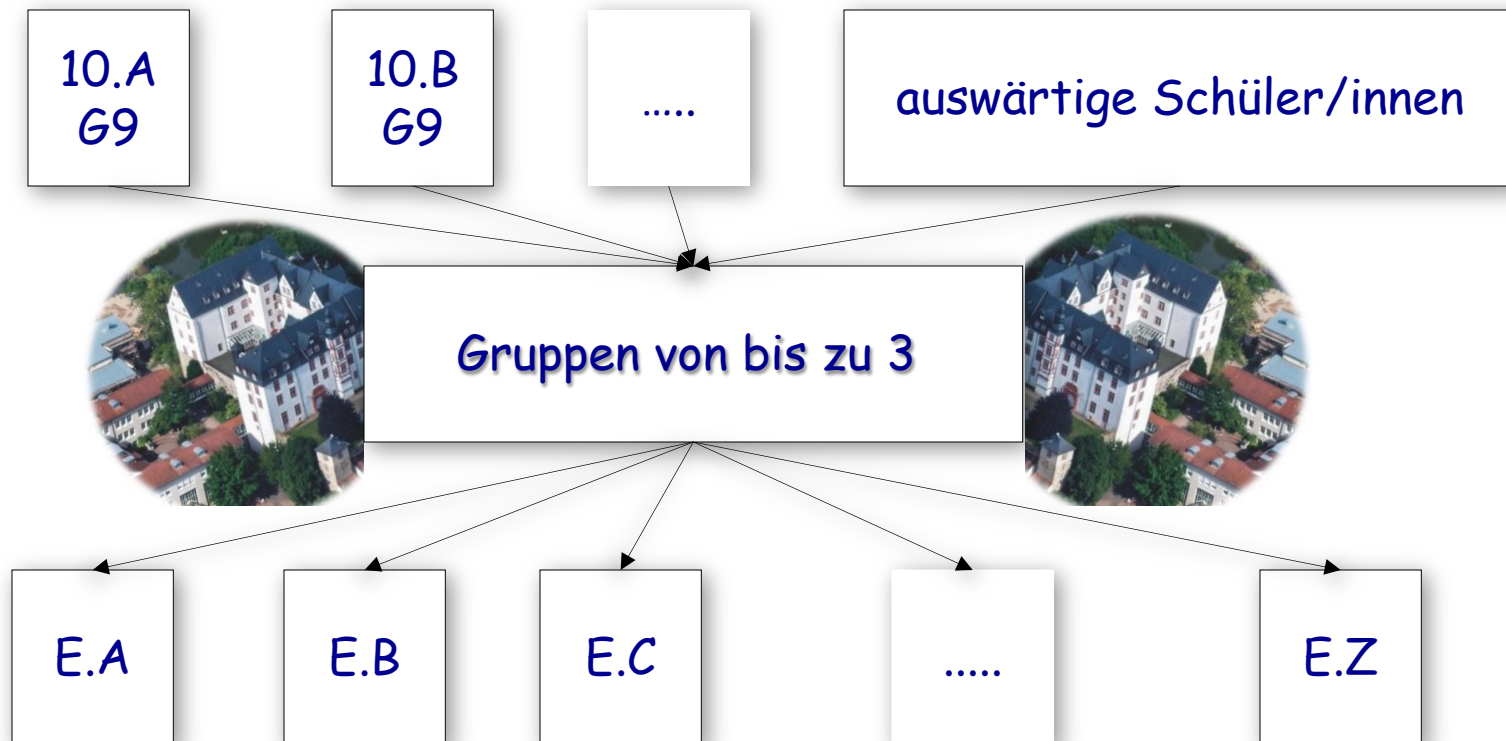 10.A
G9
10.B
G9
.....
auswärtige Schüler/innen
Gruppen von bis zu 3
E.A
E.B
E.C
.....
E.Z